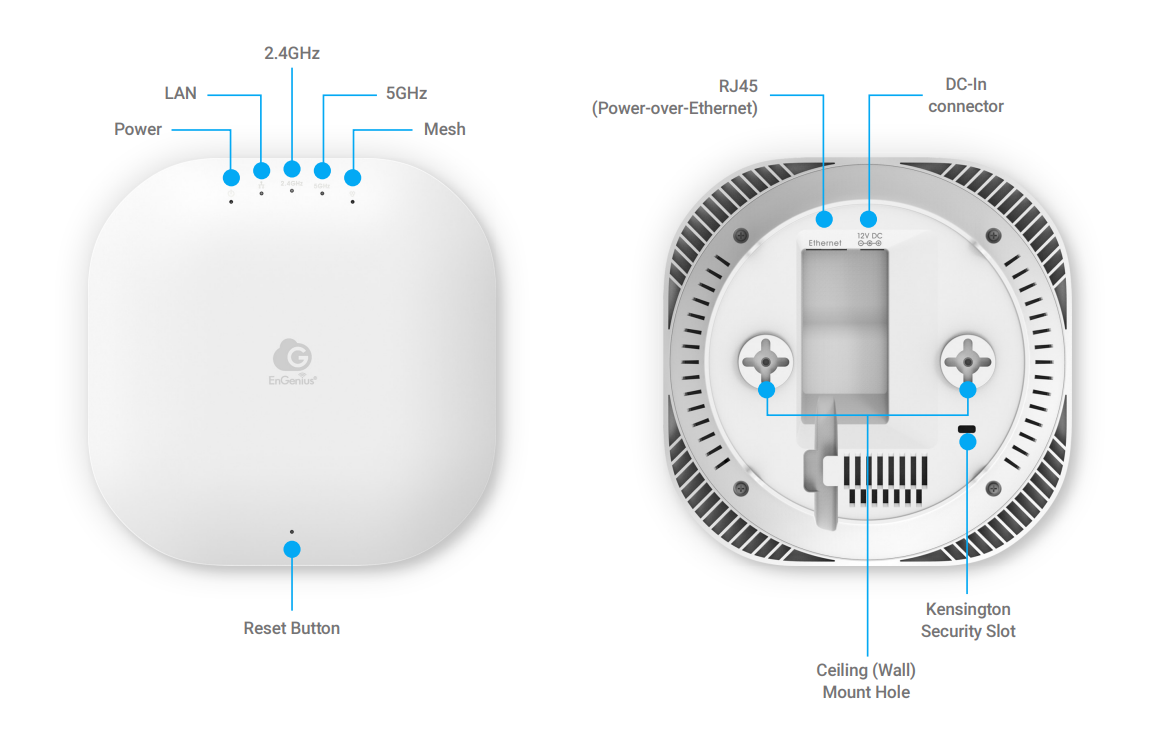 2.4GHz
LAN
5GHz
Power
Mesh
2.4GHz
5GHz
EnGenius®
Reset Button
RJ45
(Power-over-Ethernet)
DC-In
connector
Ethernet
12V DC
Kensington
Security Slot
Ceiling (Wall)
Mount Hole